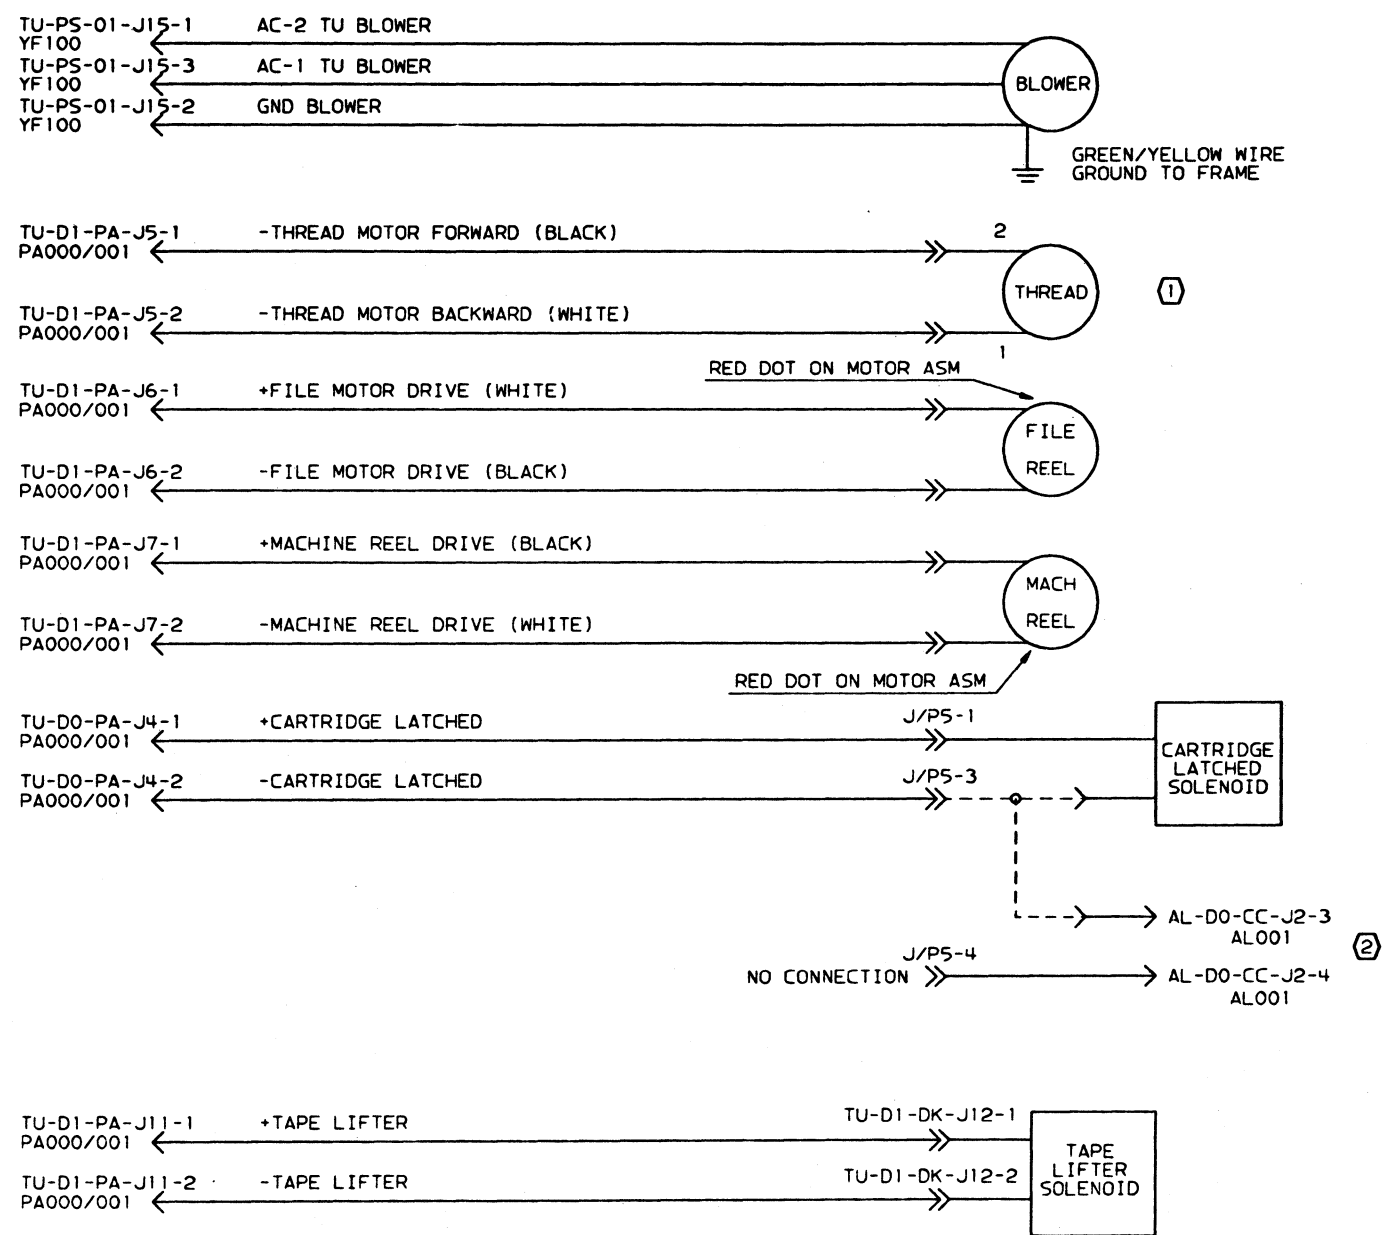 TU-PS-01-J15-1 AC-2 TU BLOWER
YF100
TU-PS-01-J15-3 AC-1 TU BLOWER
YF100
BLOWER
TU-PS-01-J15-2 GND BLOWER
YF100
GREEN/YELLOW WIRE
GROUND TO FRAME
TU-D1-PA-J5-1 -THREAD MOTOR FORWARD (BLACK) 2
PA000/001
THREAD 1
TU-D1-PA-J5-2 -THREAD MOTOR BACKWARD (WHITE)
PA000/001
1
RED DOT ON MOTOR ASM
TU-D1-PA-J6-1 +FILE MOTOR DRIVE (WHITE)
PA000/001
FILE
REEL
TU-D1-PA-J6-2 -FILE MOTOR DRIVE (BLACK)
PA000/001
TU-D1-PA-J7-1 +MACHINE REEL DRIVE (BLACK)
PA000/001
MACH
REEL
TU-D1-PA-J7-2 -MACHINE REEL DRIVE (WHITE)
PA000/001
RED DOT ON MOTOR ASM
TU-D0-PA-J4-1 +CARTRIDGE LATCHED J/P5-1
PA000/001
CARTRIDGE
LATCHED
SOLENOID
TU-D0-PA-J4-2 -CARTRIDGE LATCHED J/P5-3
PA000/001
AL-D0-CC-J2-3
AL001
2
J/P5-4
NO CONNECTION AL-D0-CC-J2-4
AL001
TU-D1-PA-J11-1 +TAPE LIFTER TU-D1-DK-J12-1
PA000/001
TAPE
LIFTER
SOLENOID
TU-D1-PA-J11-2 -TAPE LIFTER TU-D1-DK-J12-2
PA000/001